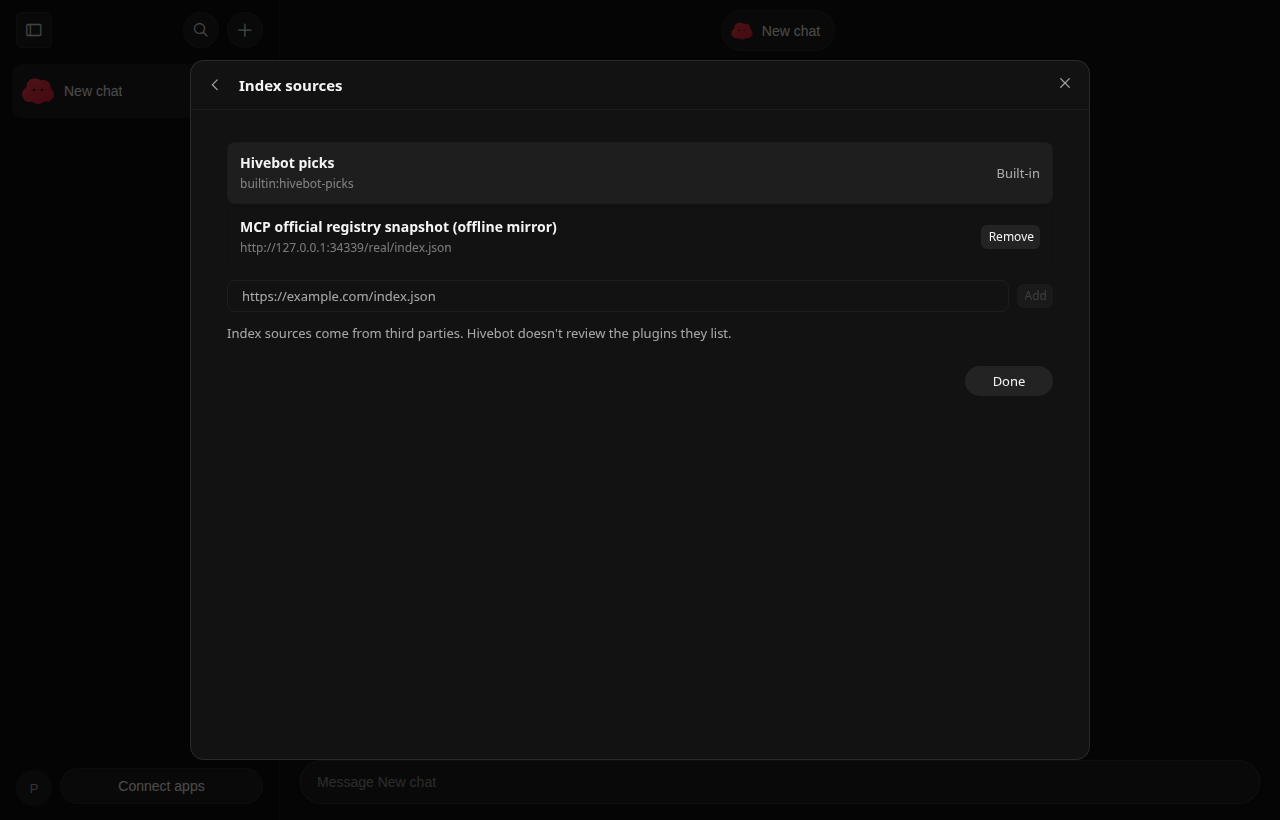 New chat
New chat
Index sources
Hivebot picks
builtin:hivebot-picks
Built-in
MCP official registry snapshot (offline mirror)
http://127.0.0.1:34339/real/index.json
Remove
https://example.com/index.json
Add
Index sources come from third parties. Hivebot doesn't review the plugins they list.
Done
P
Connect apps
Message New chat